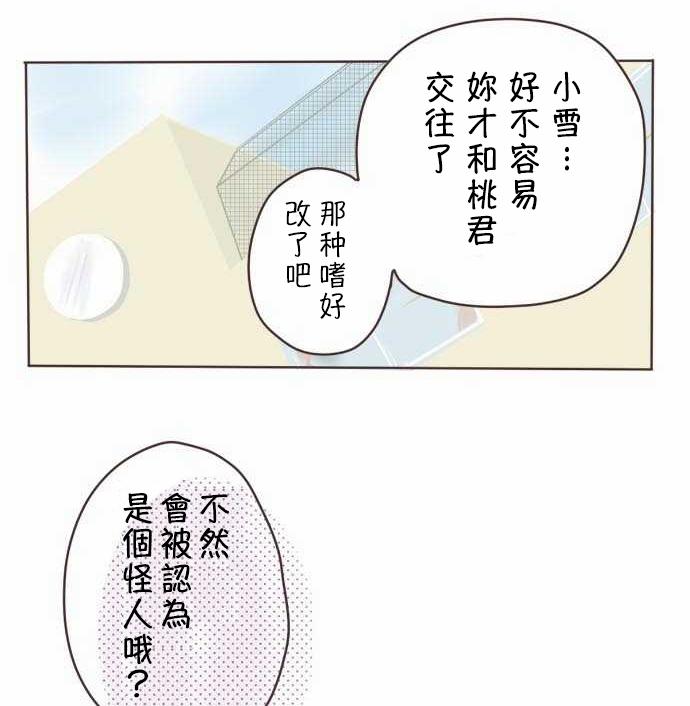 小雪…
好不容易
妳才和桃君
交往了
那种嗜好
改了吧
不然
會被認為
是個怪人哦?